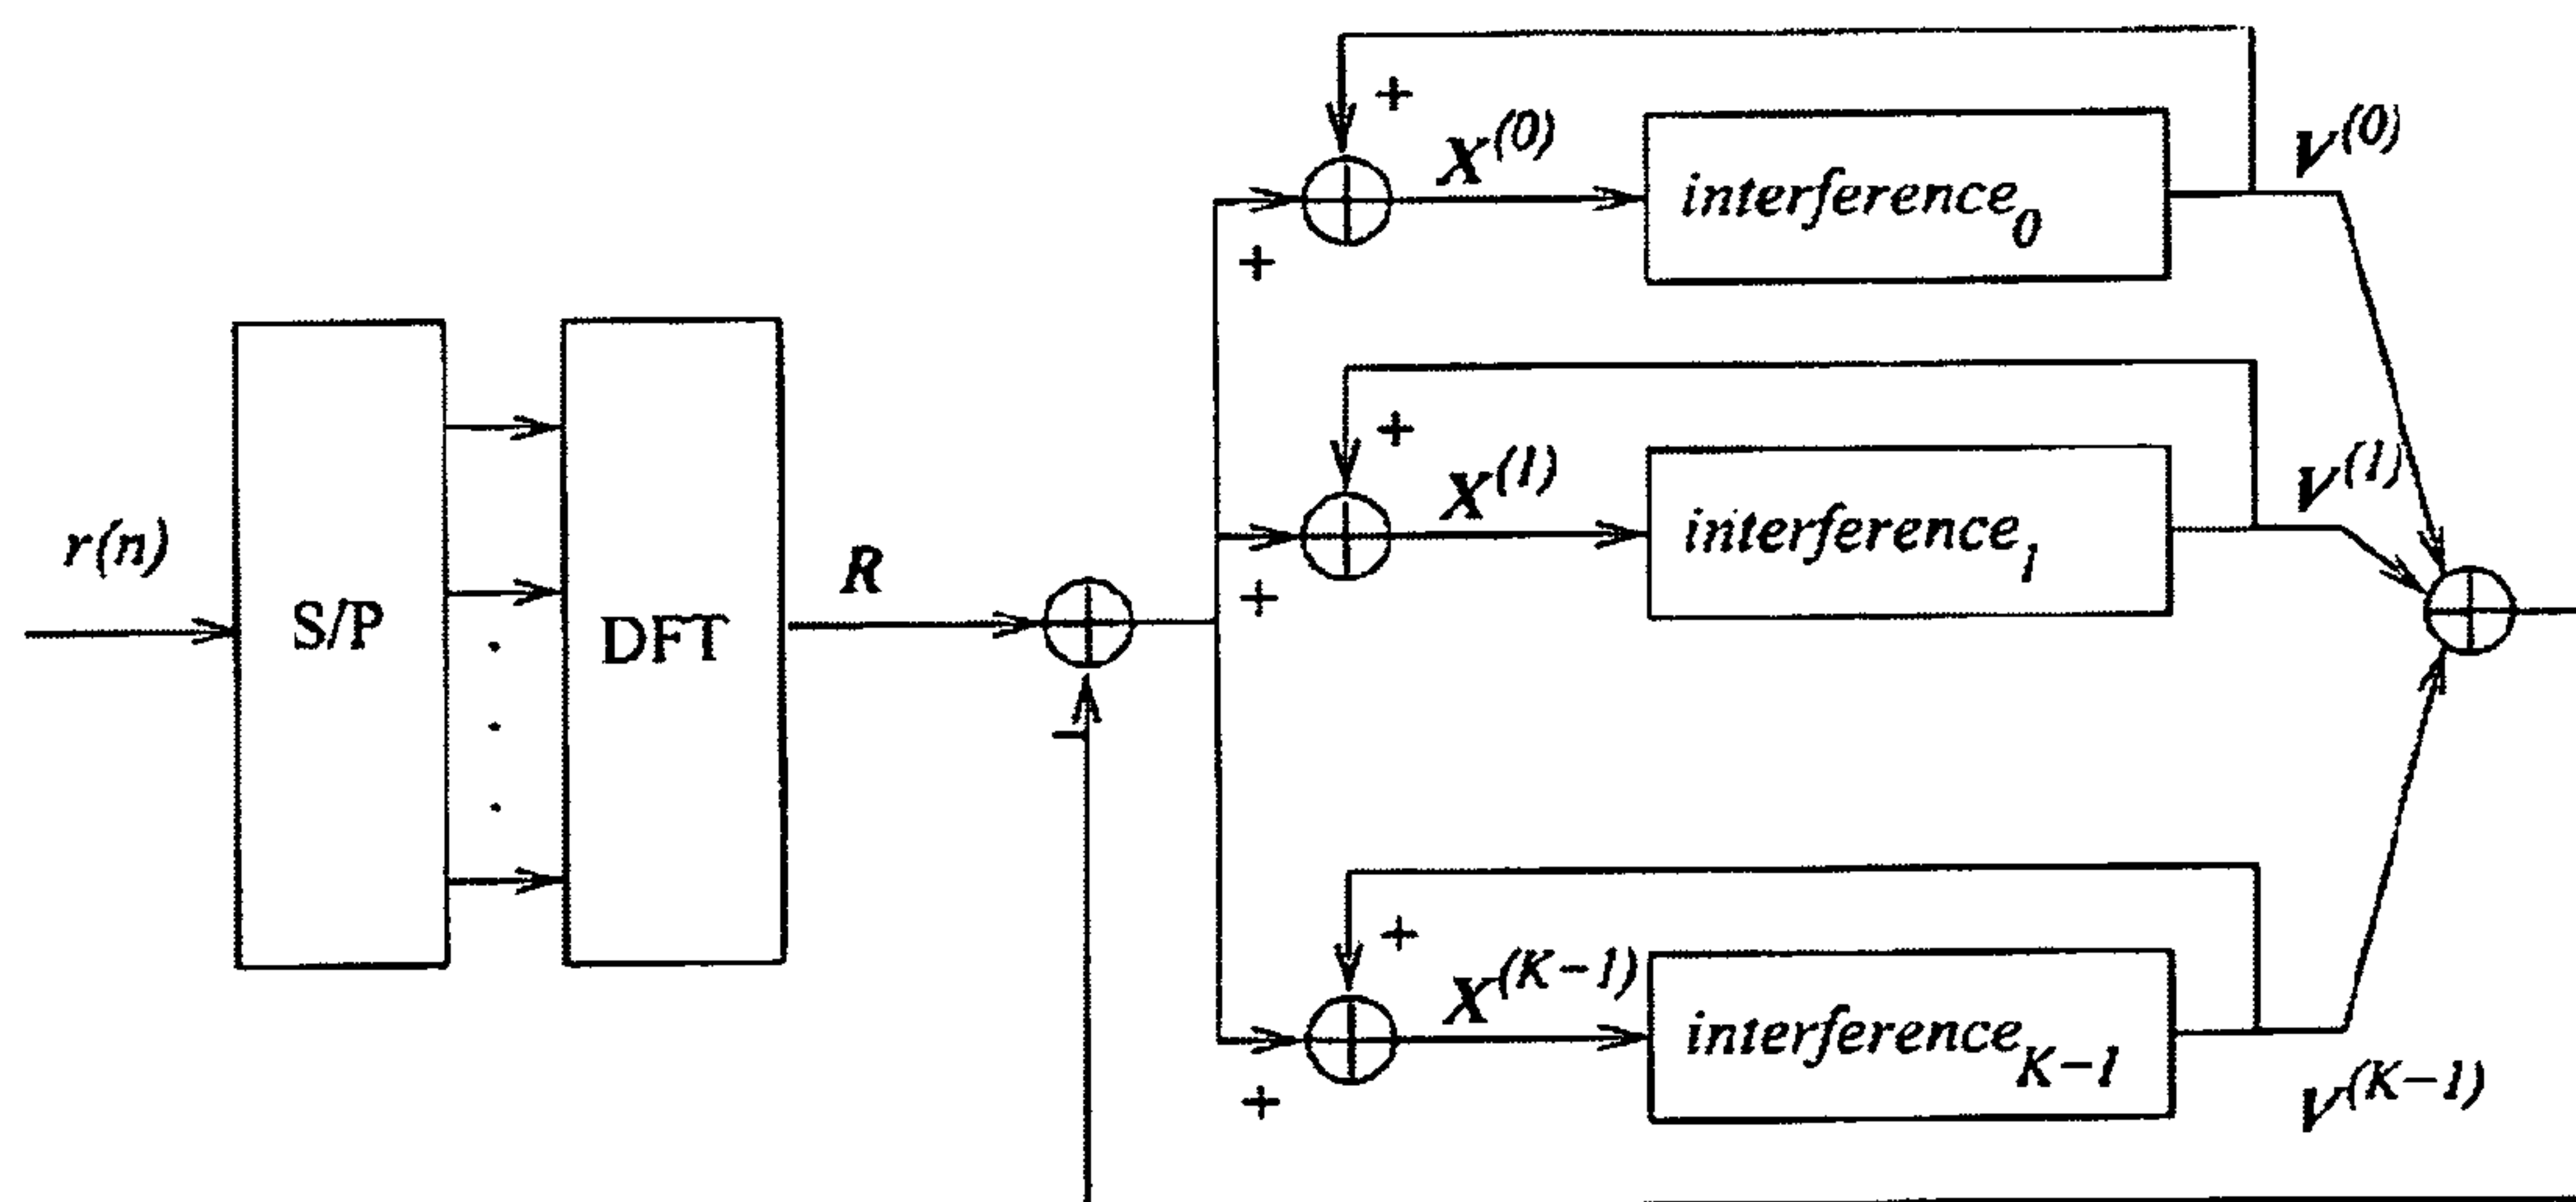 r(n)
S/P
DFT
R
−
+
+
X^(0)
interference_0
V^(0)
+
+
X^(1)
interference_1
V^(1)
+
+
X^(K−1)
interference_K−1
V^(K−1)